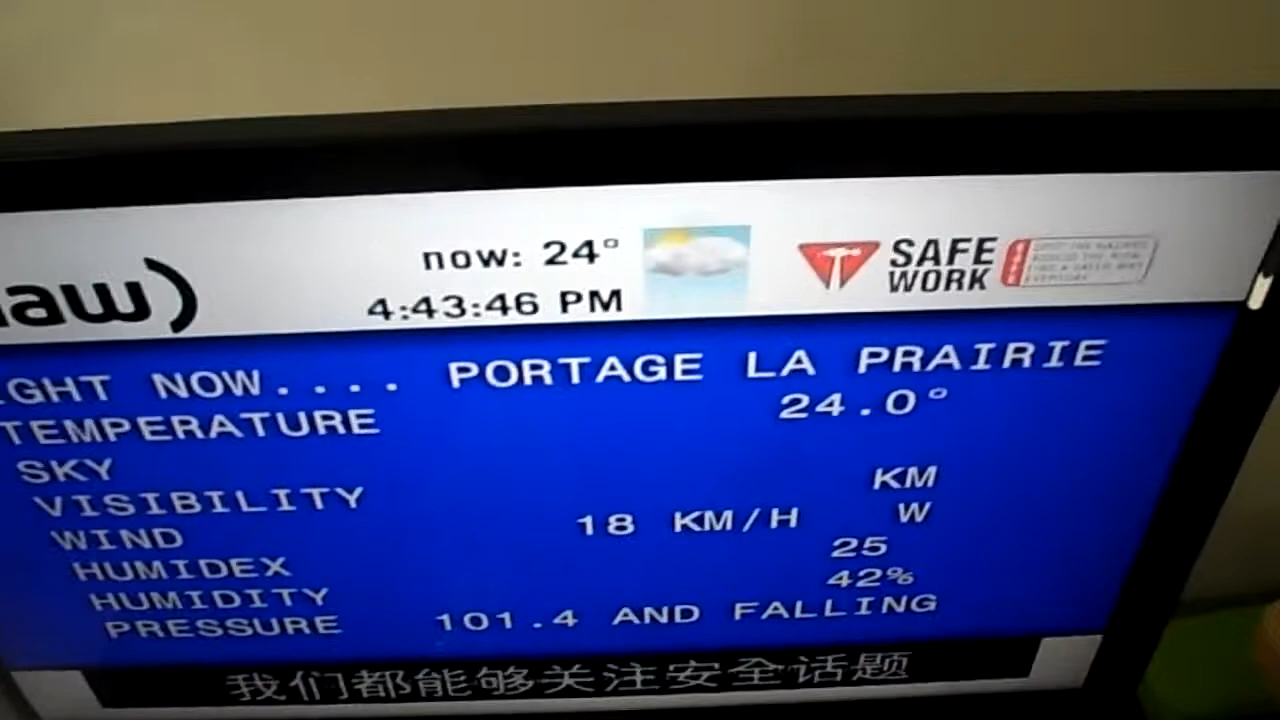 now: 24°
4:43:46 PM
SAFE
WORK
NOW.... PORTAGE LA PRAIRIE
TEMPERATURE 24.0°
SKY
VISIBILITY KM
WIND 18 KM/H W
HUMIDEX 25
HUMIDITY 42%
PRESSURE 101.4 AND FALLING
我们都能够关注安全话题